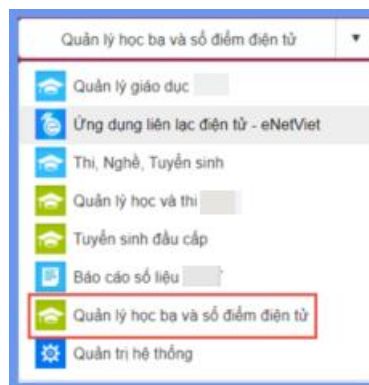 Quản lý học bạ và sổ điểm điện tử
Quản lý giáo dục
Ứng dụng liên lạc điện tử - eNetViet
Thi, Nghề, Tuyển sinh
Quản lý học và thi
Tuyển sinh đầu cấp
Báo cáo số liệu
Quản lý học bạ và sổ điểm điện tử
Quản trị hệ thống